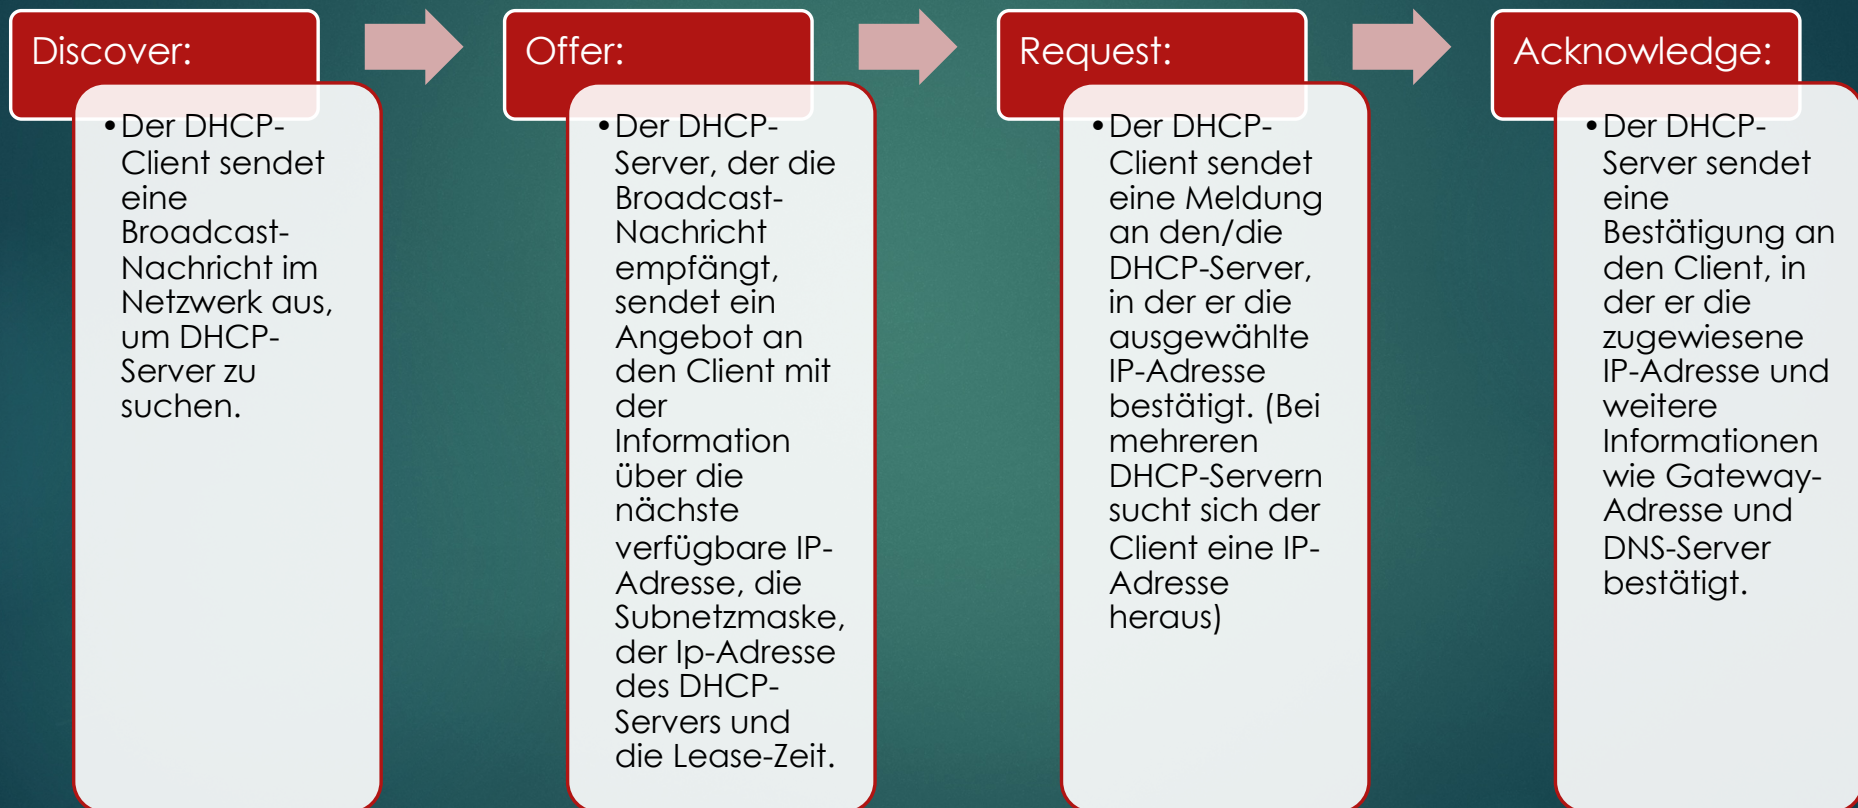 Discover:
•Der DHCP-
Client sendet
eine
Broadcast-
Nachricht im
Netzwerk aus,
um DHCP-
Server zu
suchen.
Offer:
•Der DHCP-
Server, der die
Broadcast-
Nachricht
empfängt,
sendet ein
Angebot an
den Client mit
der
Information
über die
nächste
verfügbare IP-
Adresse, die
Subnetzmaske,
der Ip-Adresse
des DHCP-
Servers und
die Lease-Zeit.
Request:
•Der DHCP-
Client sendet
eine Meldung
an den/die
DHCP-Server,
in der er die
ausgewählte
IP-Adresse
bestätigt. (Bei
mehreren
DHCP-Servern
sucht sich der
Client eine IP-
Adresse
heraus)
Acknowledge:
•Der DHCP-
Server sendet
eine
Bestätigung an
den Client, in
der er die
zugewiesene
IP-Adresse und
weitere
Informationen
wie Gateway-
Adresse und
DNS-Server
bestätigt.